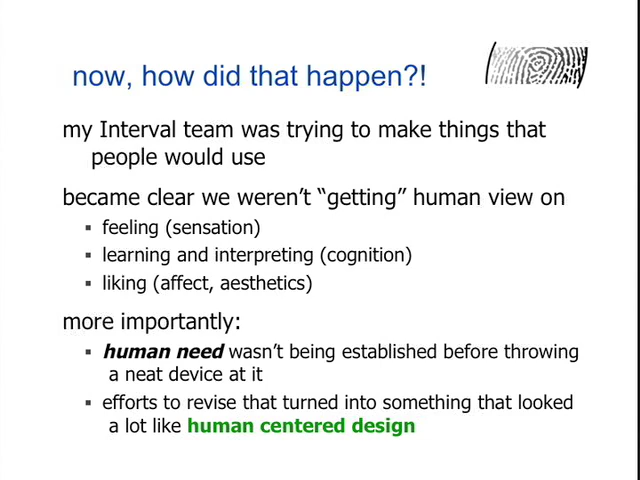 now, how did that happen?!
my Interval team was trying to make things that
people would use
became clear we weren’t “getting” human view on
▪ feeling (sensation)
▪ learning and interpreting (cognition)
▪ liking (affect, aesthetics)
more importantly:
▪ human need wasn’t being established before throwing
a neat device at it
▪ efforts to revise that turned into something that looked
a lot like human centered design